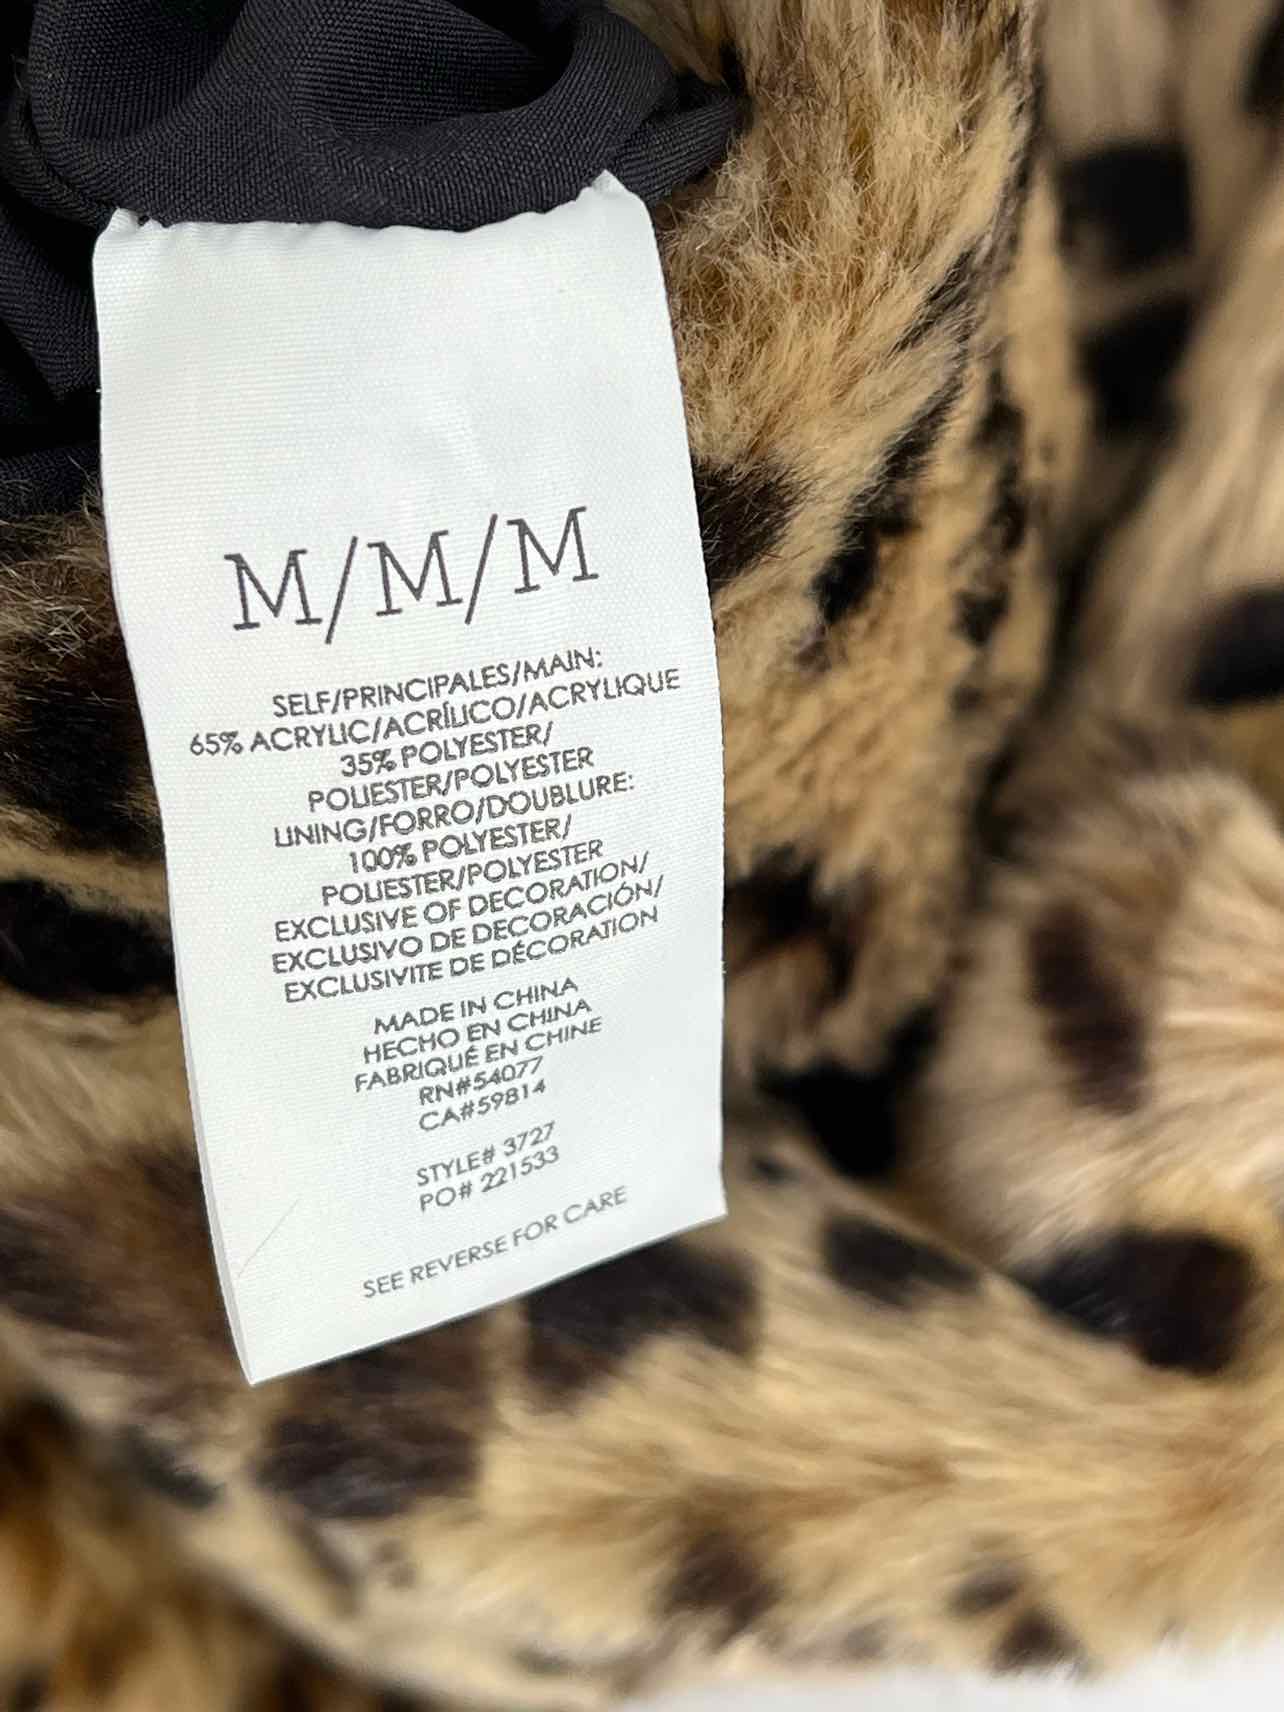 M/M/M
SELF/PRINCIPALES/MAIN:
65% ACRYLIC/ACRÍLICO/ACRYLIQUE
35% POLYESTER/
POLIESTER/POLYESTER
LINING/FORRO/DOUBLURE:
100% POLYESTER/
POLIESTER/POLYESTER
EXCLUSIVE OF DECORATION/
EXCLUSIVO DE DECORACIÓN/
EXCLUSIVITE DE DÉCORATION
MADE IN CHINA
HECHO EN CHINA
FABRIQUÉ EN CHINE
RN#54077
CA#59814
STYLE# 3727
PO# 221533
SEE REVERSE FOR CARE